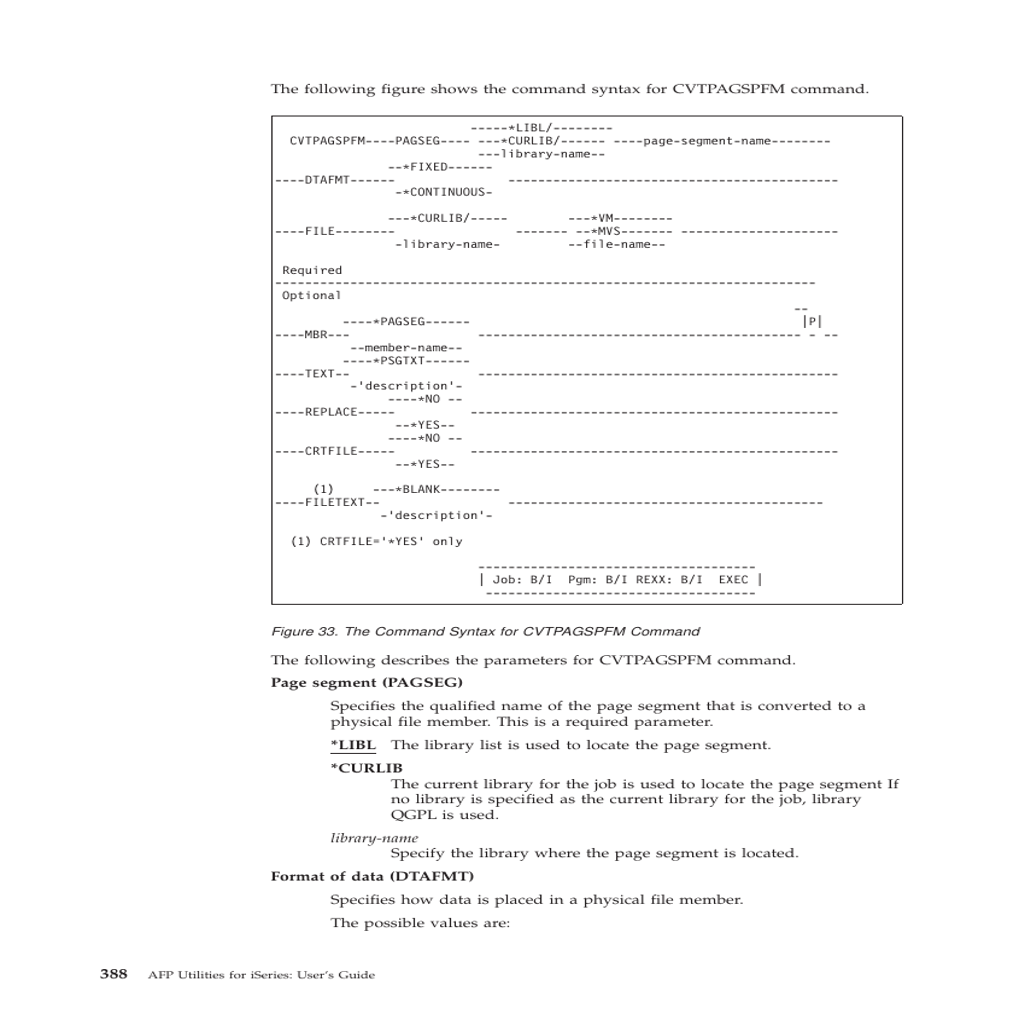 The following figure shows the command syntax for CVTPAGSPFM command.
-----*LIBL/--------
CVTPAGSPFM----PAGSEG---- ---*CURLIB/------ ----page-segment-name--------
---library-name--
--*FIXED------
----DTAFMT------ --------------------------------------------
-*CONTINUOUS-
---*CURLIB/----- ---*VM--------
----FILE-------- ------- --*MVS------- ---------------------
-library-name- --file-name--
Required
------------------------------------------------------------------------
Optional
--
----*PAGSEG------ |P|
----MBR--- ------------------------------------------- - --
--member-name--
----*PSGTXT------
----TEXT-- ------------------------------------------------
-'description'-
----*NO --
----REPLACE----- -------------------------------------------------
--*YES--
----*NO --
----CRTFILE----- -------------------------------------------------
--*YES--
(1) ---*BLANK--------
----FILETEXT-- ------------------------------------------
-'description'-
(1) CRTFILE='*YES' only
-------------------------------------
| Job: B/I Pgm: B/I REXX: B/I EXEC |
------------------------------------
Figure 33. The Command Syntax for CVTPAGSPFM Command
The following describes the parameters for CVTPAGSPFM command.
Page segment (PAGSEG)
Specifies the qualified name of the page segment that is converted to a
physical file member. This is a required parameter.
*LIBL The library list is used to locate the page segment.
*CURLIB
The current library for the job is used to locate the page segment If
no library is specified as the current library for the job, library
QGPL is used.
library-name
Specify the library where the page segment is located.
Format of data (DTAFMT)
Specifies how data is placed in a physical file member.
The possible values are:
388 AFP Utilities for iSeries: User's Guide